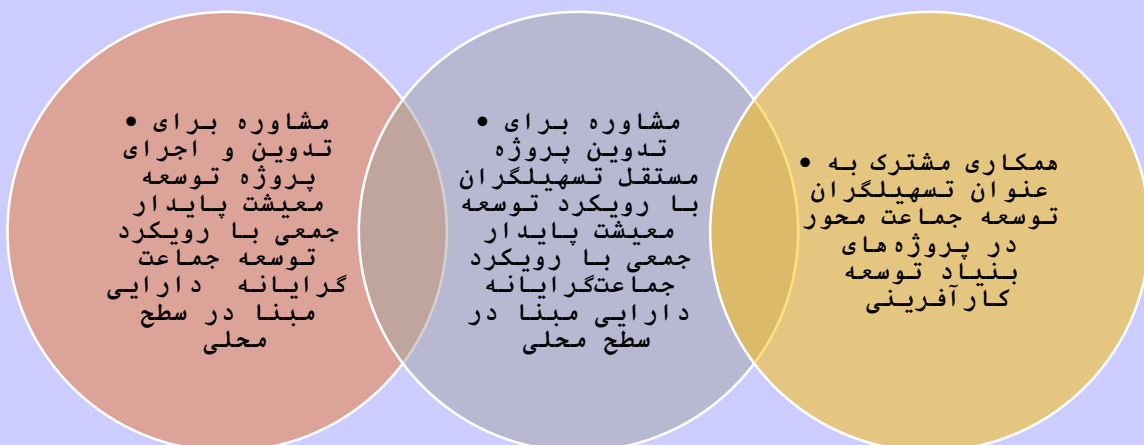 • همکاری مشترک به
عنوان تسهیلگران
توسعه جماعت محور
در پروژه‌های
بنیاد توسعه
کارآفرینی
• مشاوره برای
تدوین پروژه
مستقل تسهیلگران
با رویکرد توسعه
معیشت پایدار
جمعی با رویکرد
جماعت‌گرایانه
دارایی مبنا در
سطح محلی
• مشاوره برای
تدوین و اجرای
پروژه توسعه
معیشت پایدار
جمعی با رویکرد
توسعه جماعت
گرایانه دارایی
مبنا در سطح
محلی